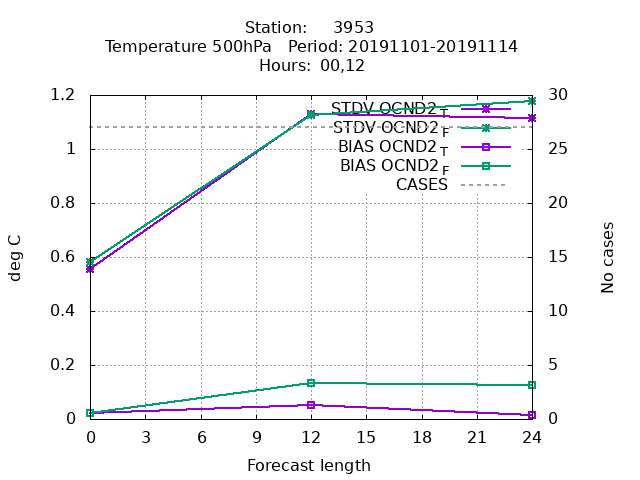 Station: 3953
Temperature 500hPa Period: 20191101-20191114
Hours: 00,12
1.2
1
0.8
0.6
0.4
0.2
0
deg C
30
25
20
15
10
5
0
No cases
STDV OCND2 T
STDV OCND2 F
BIAS OCND2 T
BIAS OCND2 F
CASES
0 3 6 9 12 15 18 21 24
Forecast length